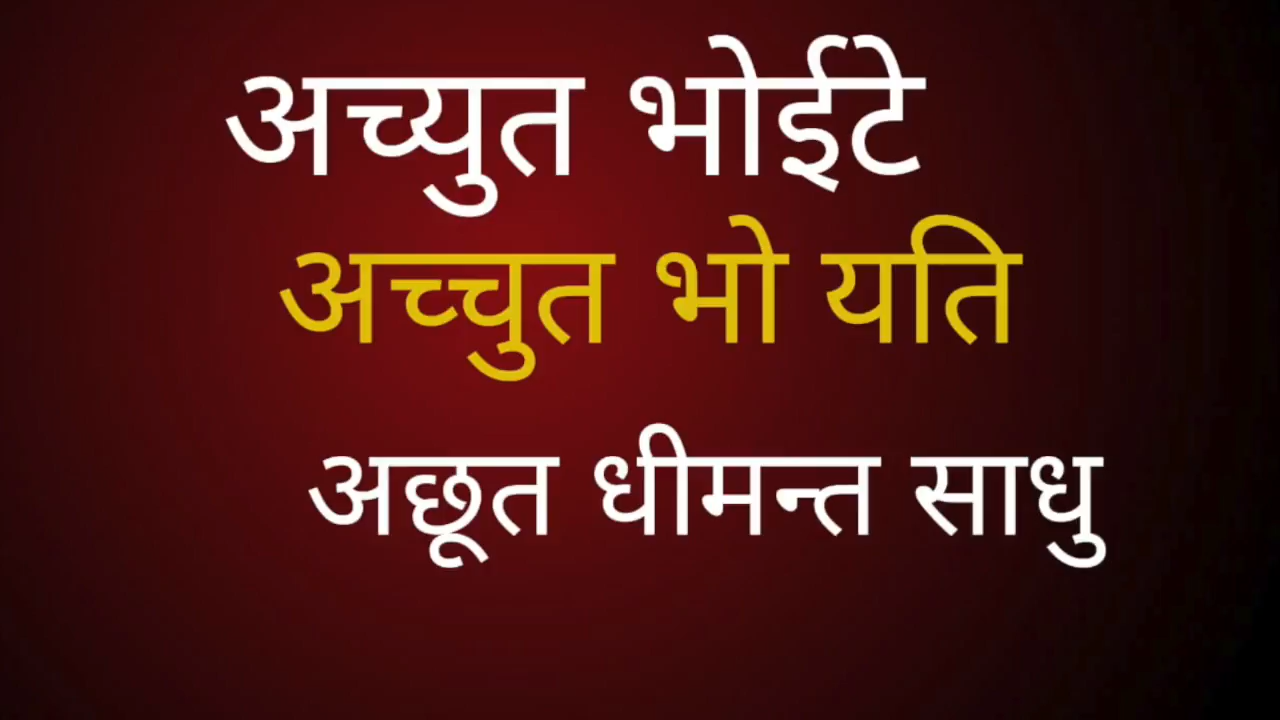 अच्युत भोईटे
अच्चुत भो यति
अछूत धीमन्त साधु